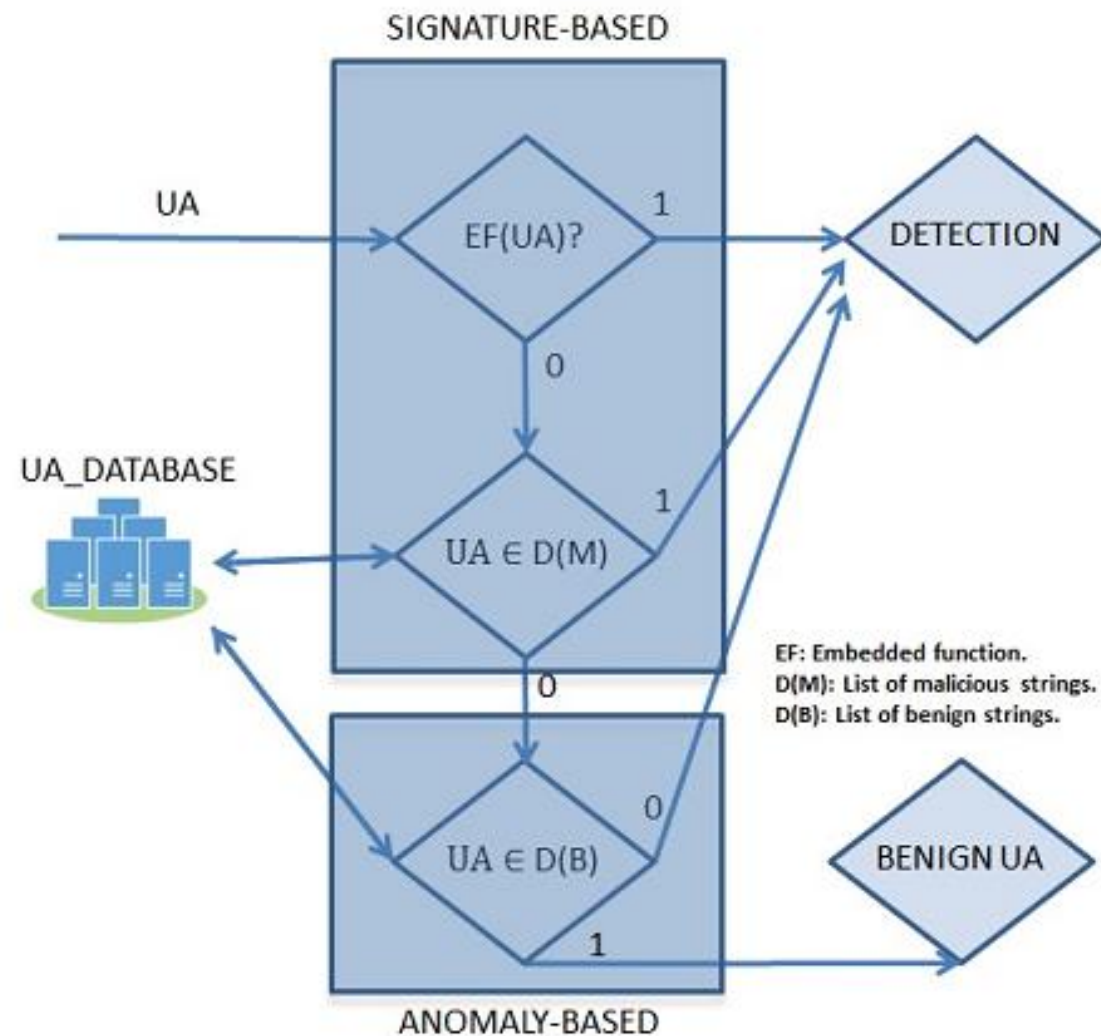 SIGNATURE-BASED
UA
EF(UA)?
1
DETECTION
0
UA_DATABASE
1
UA ∈ D(M)
EF: Embedded function.
D(M): List of malicious strings.
D(B): List of benign strings.
0
0
UA ∈ D(B)
BENIGN UA
1
ANOMALY-BASED